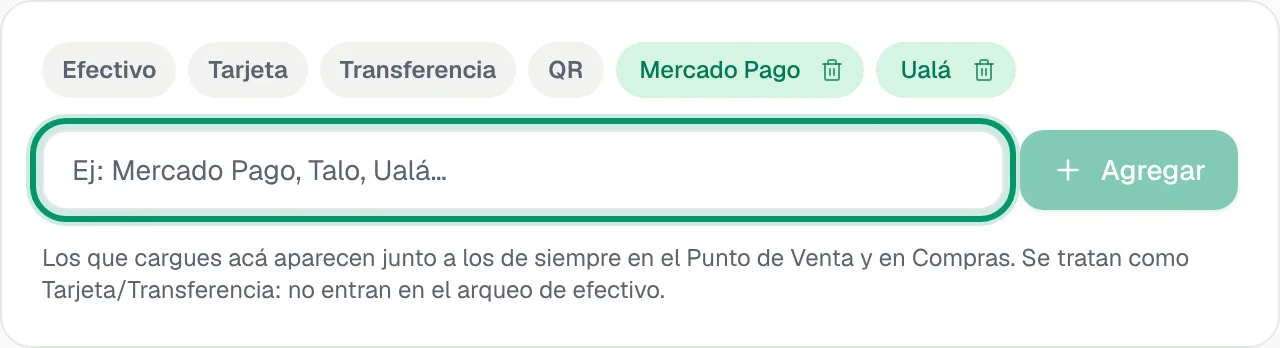 Efectivo Tarjeta Transferencia QR Mercado Pago Ualá
Ej: Mercado Pago, Talo, Ualá...
+ Agregar
Los que cargues acá aparecen junto a los de siempre en el Punto de Venta y en Compras. Se tratan como
Tarjeta/Transferencia: no entran en el arqueo de efectivo.